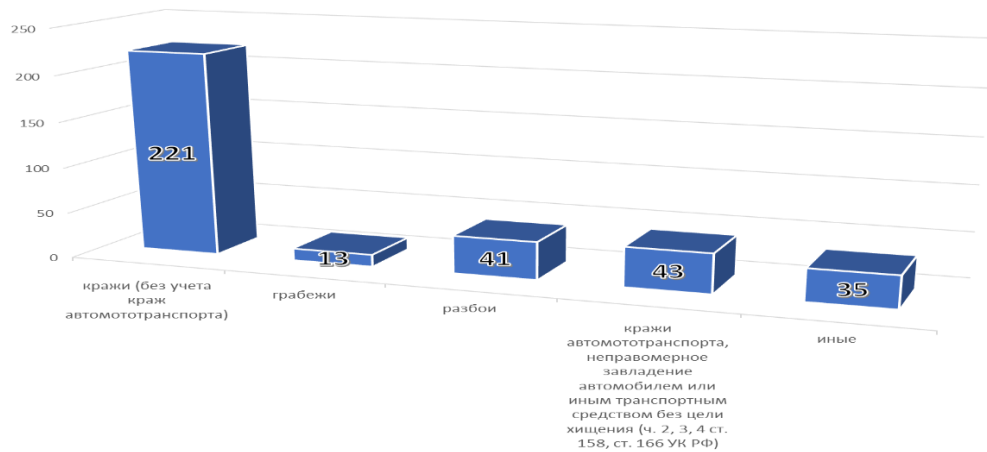 250
200
150
100
50
0
221
13
41
43
35
кражи (без учета
краж
автомототранспорта)
грабежи
разбои
кражи
автомототранспорта,
неправомерное
завладение
автомобилем или
иным транспортным
средством без цели
хищения (ч. 2, 3, 4 ст.
158, ст. 166 УК РФ)
иные